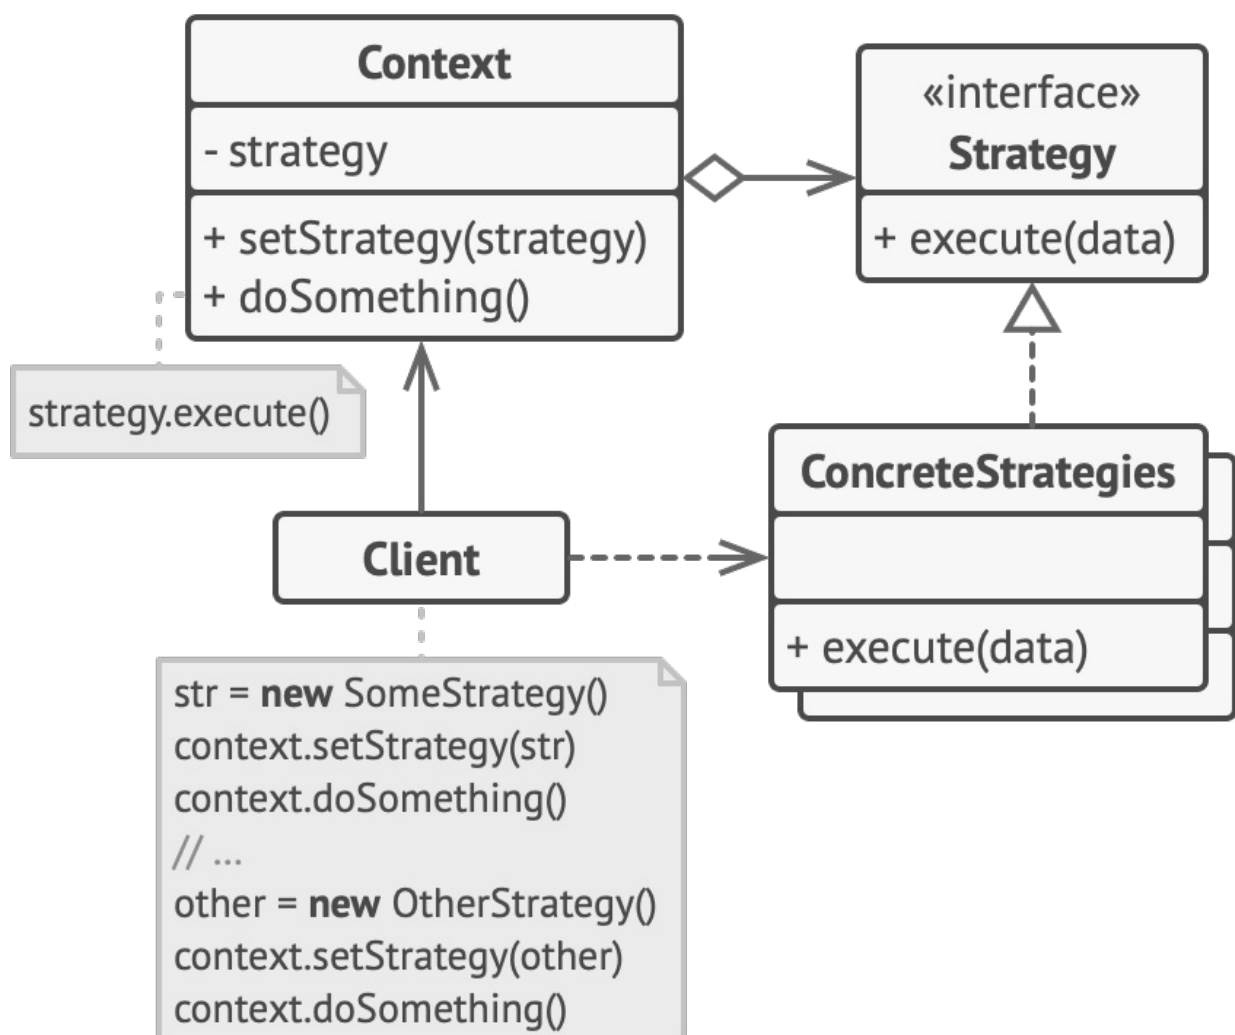 Context
- strategy
+ setStrategy(strategy)
+ doSomething()
«interface»
Strategy
+ execute(data)
strategy.execute()
Client
ConcreteStrategies
+ execute(data)
str = new SomeStrategy()
context.setStrategy(str)
context.doSomething()
// ...
other = new OtherStrategy()
context.setStrategy(other)
context.doSomething()